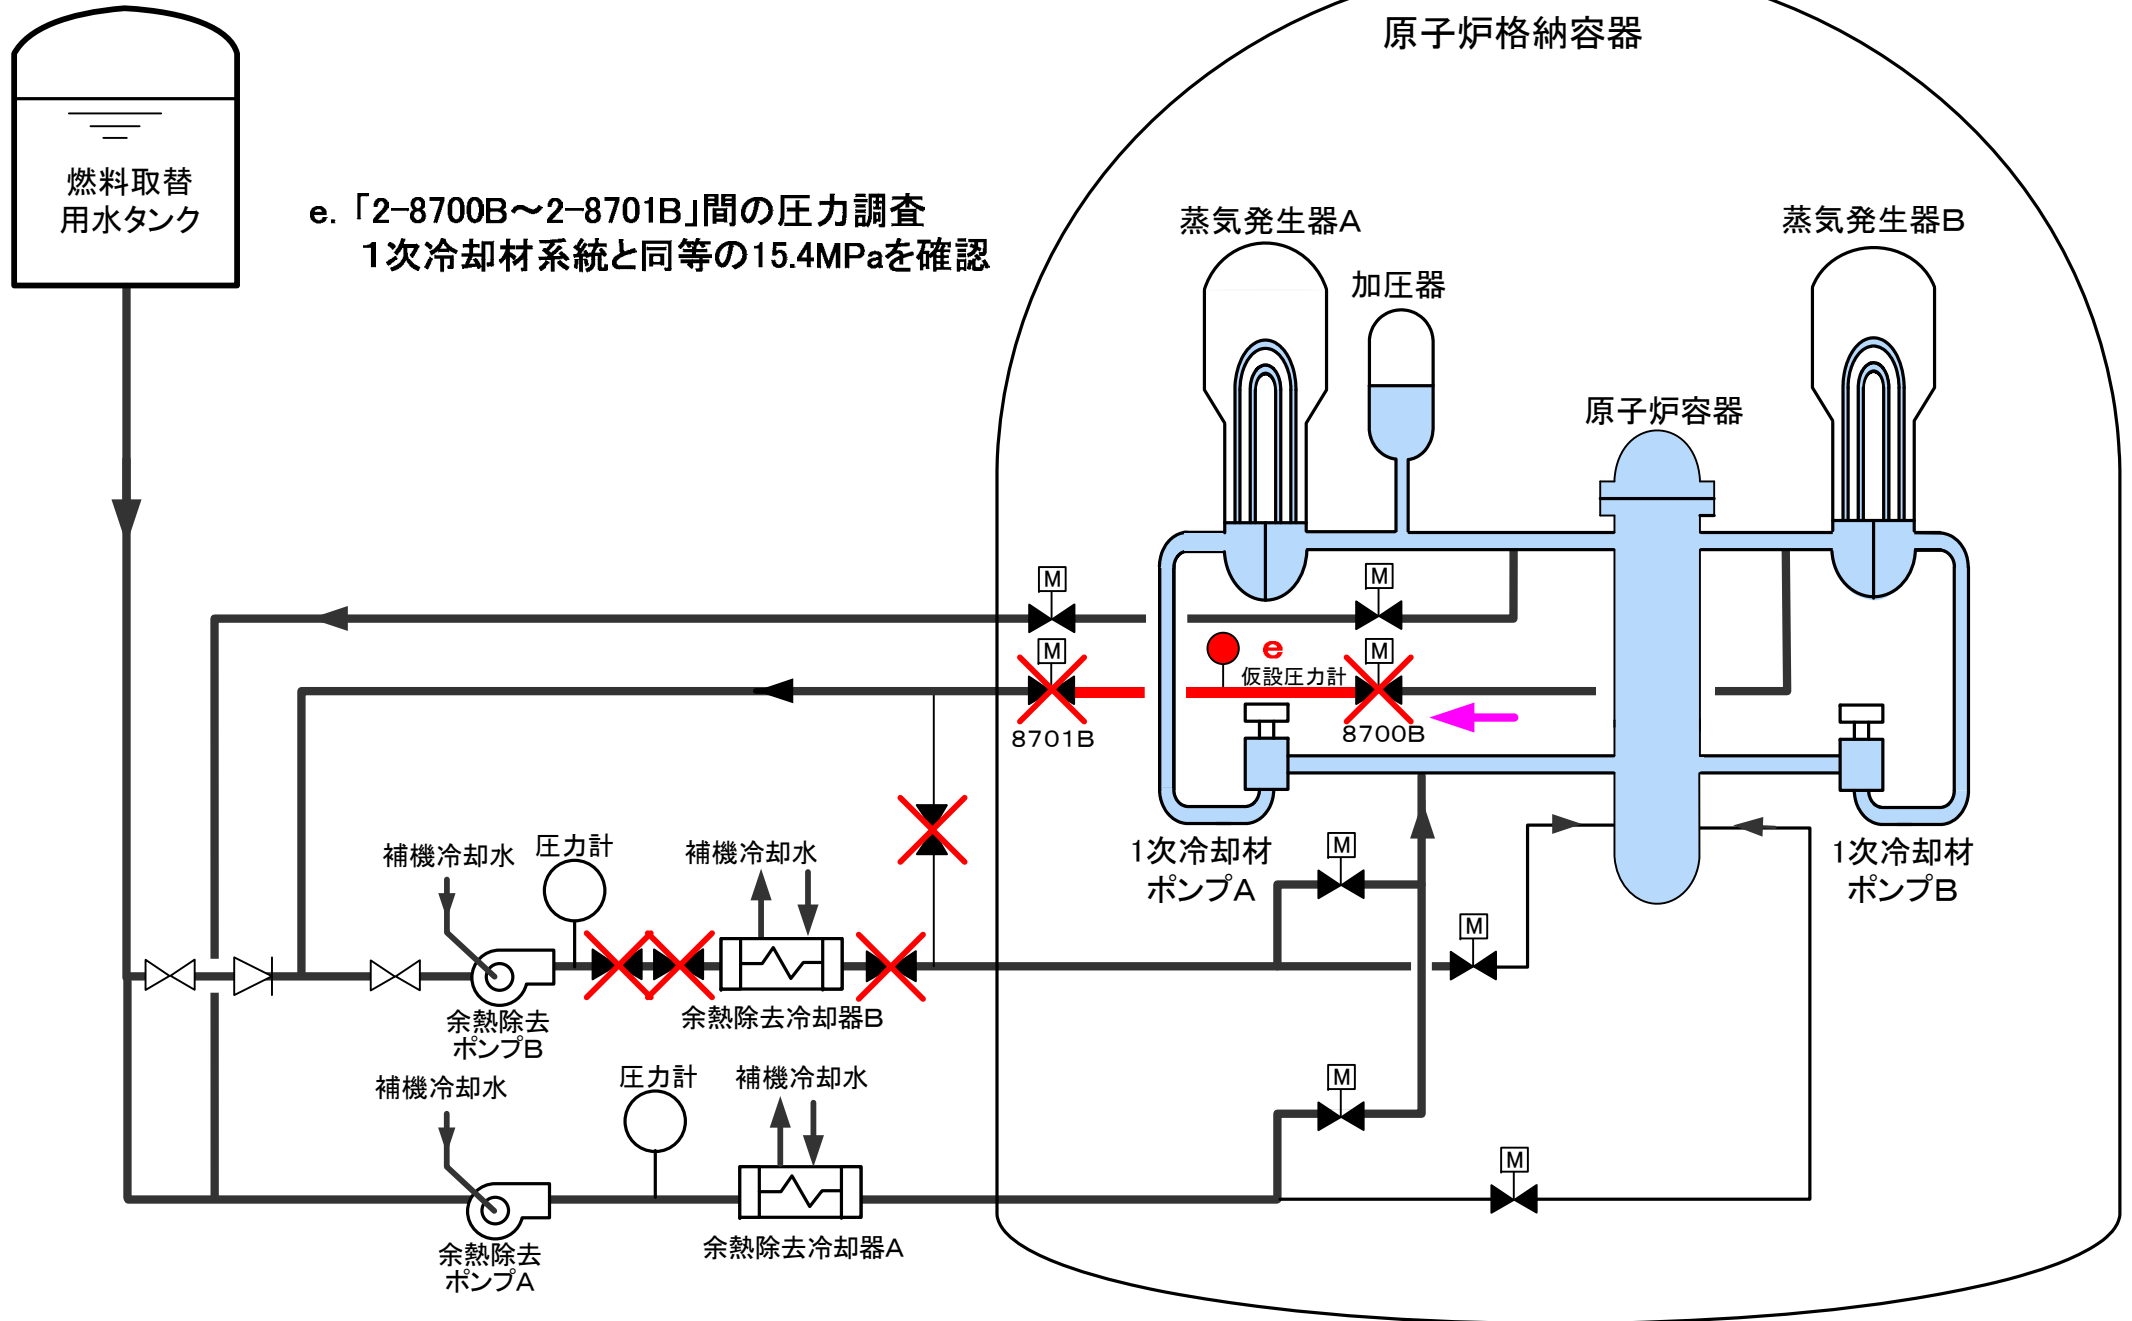 原子炉格納容器
燃料取替
用水タンク
e. 「2-8700B～2-8701B」間の圧力調査
1次冷却材系統と同等の15.4MPaを確認
蒸気発生器A
蒸気発生器B
加圧器
原子炉容器
M
M
M
e
M
仮設圧力計
8701B
8700B
補機冷却水
圧力計
補機冷却水
1次冷却材
ポンプA
M
1次冷却材
ポンプB
M
余熱除去
ポンプB
余熱除去冷却器B
補機冷却水
圧力計
補機冷却水
M
M
余熱除去
ポンプA
余熱除去冷却器A